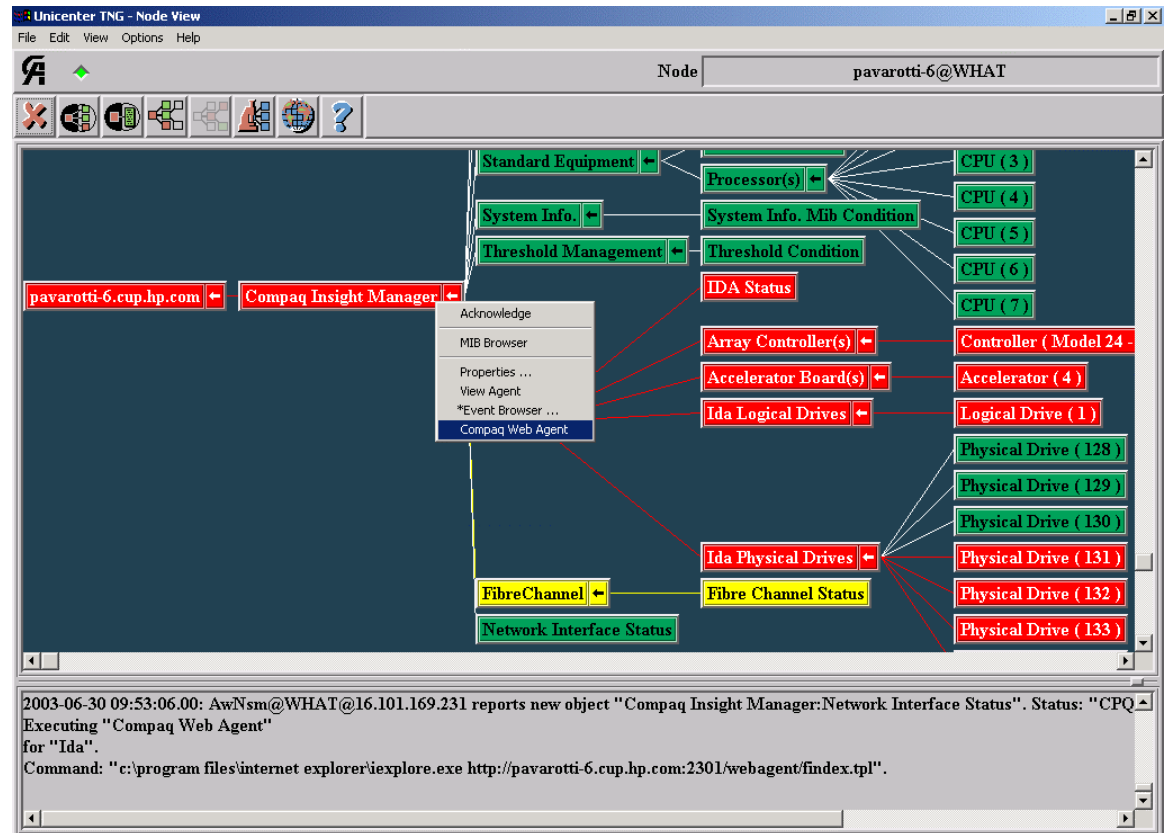 Unicenter TNG - Node View
File Edit View Options Help
Node pavarotti-6@WHAT
Standard Equipment
Processor(s)
CPU ( 3 )
CPU ( 4 )
System Info.
System Info. Mib Condition
CPU ( 5 )
Threshold Management
Threshold Condition
CPU ( 6 )
pavarotti-6.cup.hp.com
Compaq Insight Manager
IDA Status
CPU ( 7 )
Acknowledge
MIB Browser
Properties ...
View Agent
*Event Browser ...
Compaq Web Agent
Array Controller(s)
Controller ( Model 24 -
Accelerator Board(s)
Accelerator ( 4 )
Ida Logical Drives
Logical Drive ( 1 )
Physical Drive ( 128 )
Physical Drive ( 129 )
Physical Drive ( 130 )
Ida Physical Drives
Physical Drive ( 131 )
FibreChannel
Fibre Channel Status
Physical Drive ( 132 )
Network Interface Status
Physical Drive ( 133 )
2003-06-30 09:53:06.00: AwNsm@WHAT@16.101.169.231 reports new object "Compaq Insight Manager:Network Interface Status". Status: "CPQ
Executing "Compaq Web Agent"
for "Ida".
Command: "c:\program files\internet explorer\iexplore.exe http://pavarotti-6.cup.hp.com:2301/webagent/findex.tpl".